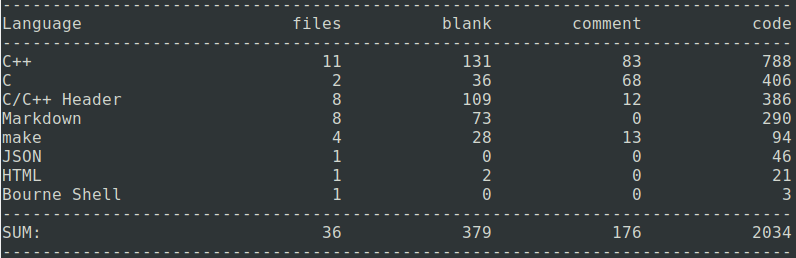 -------------------------------------------------------------------------------
Language                     files          blank        comment           code
-------------------------------------------------------------------------------
C++                             11            131             83            788
C                                2             36             68            406
C/C++ Header                     8            109             12            386
Markdown                         8             73              0            290
make                             4             28             13             94
JSON                             1              0              0             46
HTML                             1              2              0             21
Bourne Shell                     1              0              0              3
-------------------------------------------------------------------------------
SUM:                            36            379            176           2034
-------------------------------------------------------------------------------